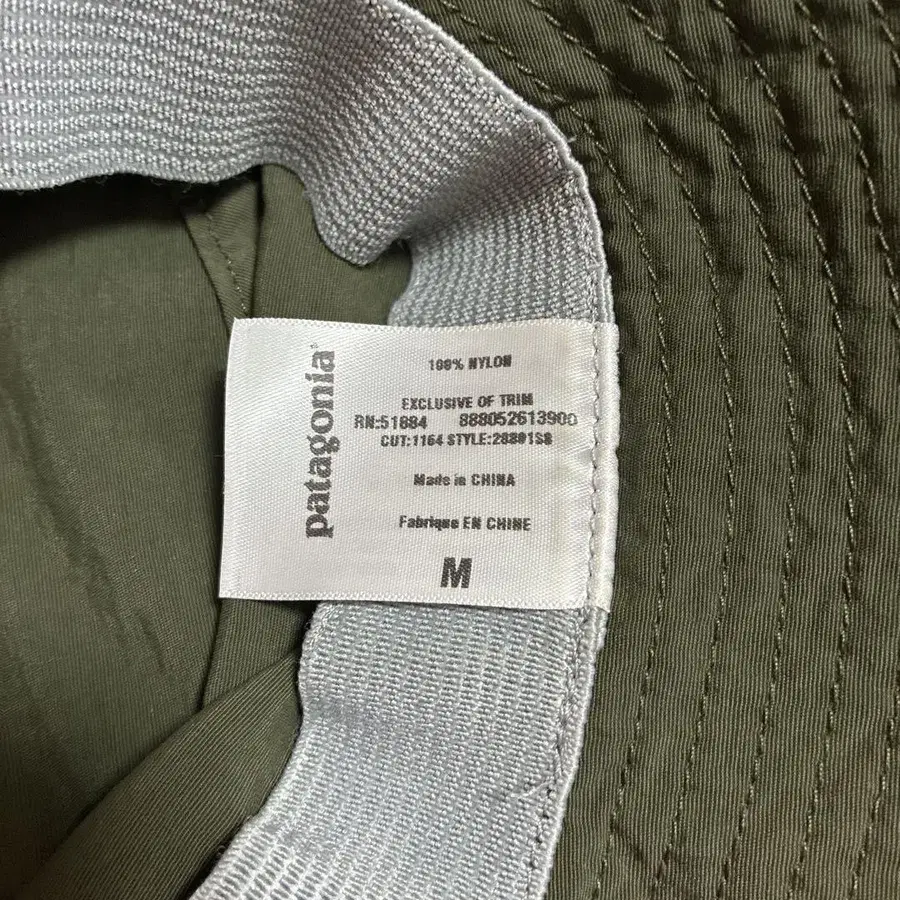 patagonia
100% NYLON
EXCLUSIVE OF TRIM
RN:51884 888052613900
CUT:1164 STYLE:28801S8
Made in CHINA
Fabrique EN CHINE
M